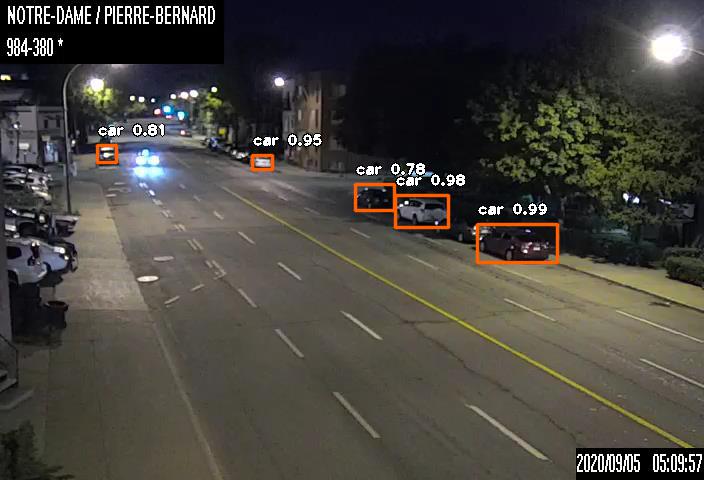 NOTRE-DAME / PIERRE-BERNARD
984-380 *
car 0.81
car 0.95
car 0.78
car 0.98
car 0.99
2020/09/05 05:09:57